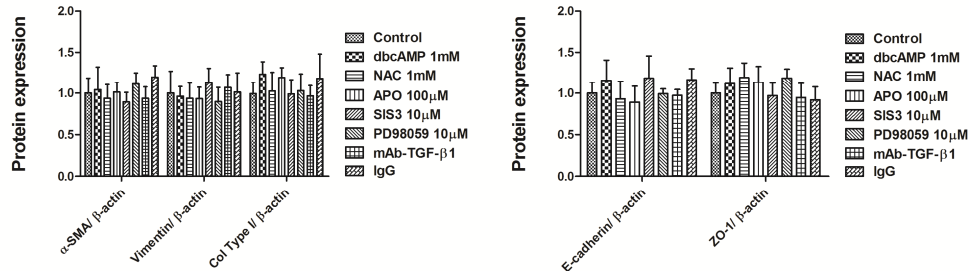 Protein expression
2.0
1.5
1.0
0.5
0.0
α-SMA/ β-actin
Vimentin/ β-actin
Col Type I/ β-actin
Control
dbcAMP 1mM
NAC 1mM
APO 100μM
SIS3 10μM
PD98059 10μM
mAb-TGF-β1
IgG
Protein expression
2.0
1.5
1.0
0.5
0.0
E-cadherin/ β-actin
ZO-1/ β-actin
Control
dbcAMP 1mM
NAC 1mM
APO 100μM
SIS3 10μM
PD98059 10μM
mAb-TGF-β1
IgG